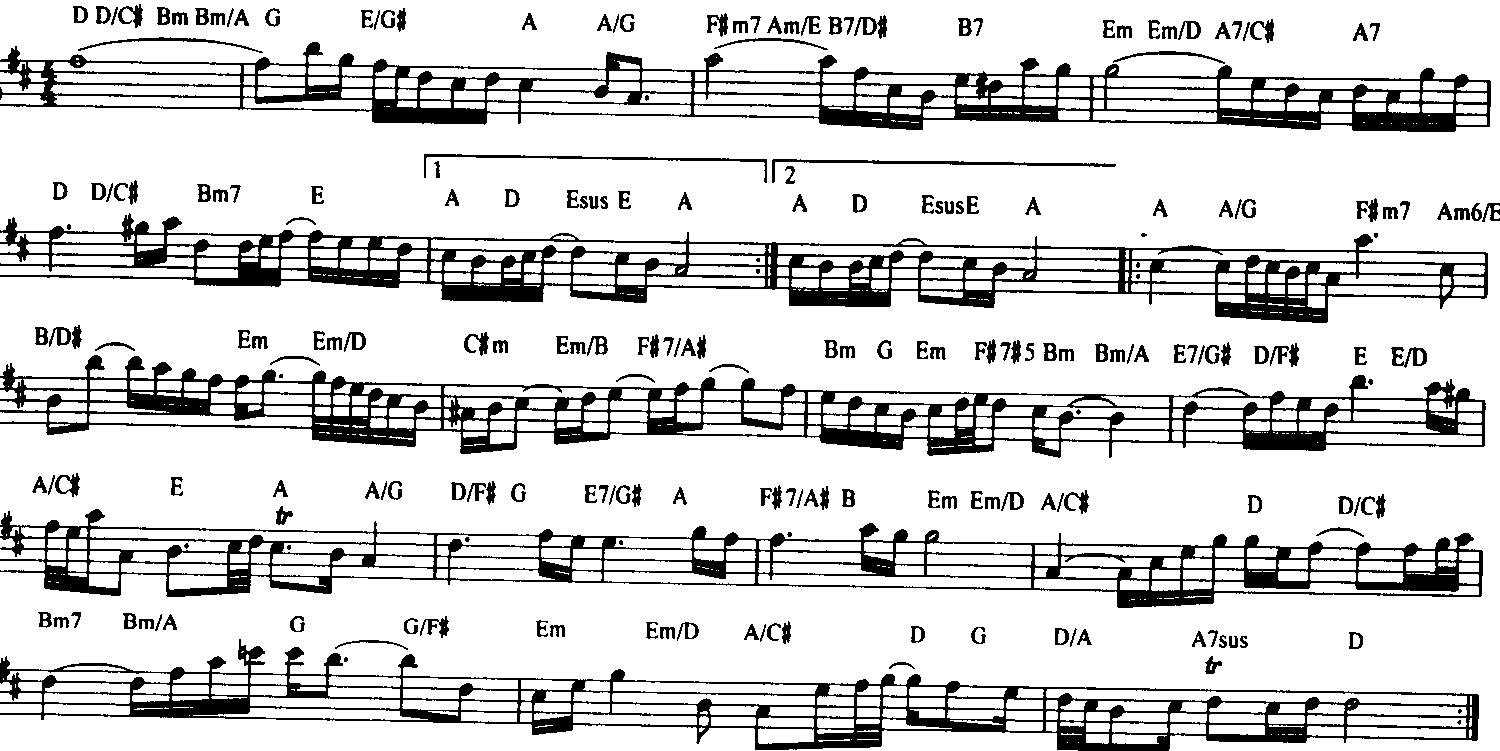 D D/C♯ Bm Bm/A G E/G♯ A A/G F♯m7 Am/E B7/D♯ B7 Em Em/D A7/C♯ A7
4/4
1 2
D D/C♯ Bm7 E A D Esus E A A D Esus E A A A/G F♯m7 Am6/E
B/D♯ Em Em/D C♯m Em/B F♯7/A♯ Bm G Em F♯7♯5 Bm Bm/A E7/G♯ D/F♯ E E/D
A/C♯ E A A/G D/F♯ G E7/G♯ A F♯7/A♯ B Em Em/D A/C♯ D D/C♯
tr
Bm7 Bm/A G G/F♯ Em Em/D A/C♯ D G D/A A7sus D
tr